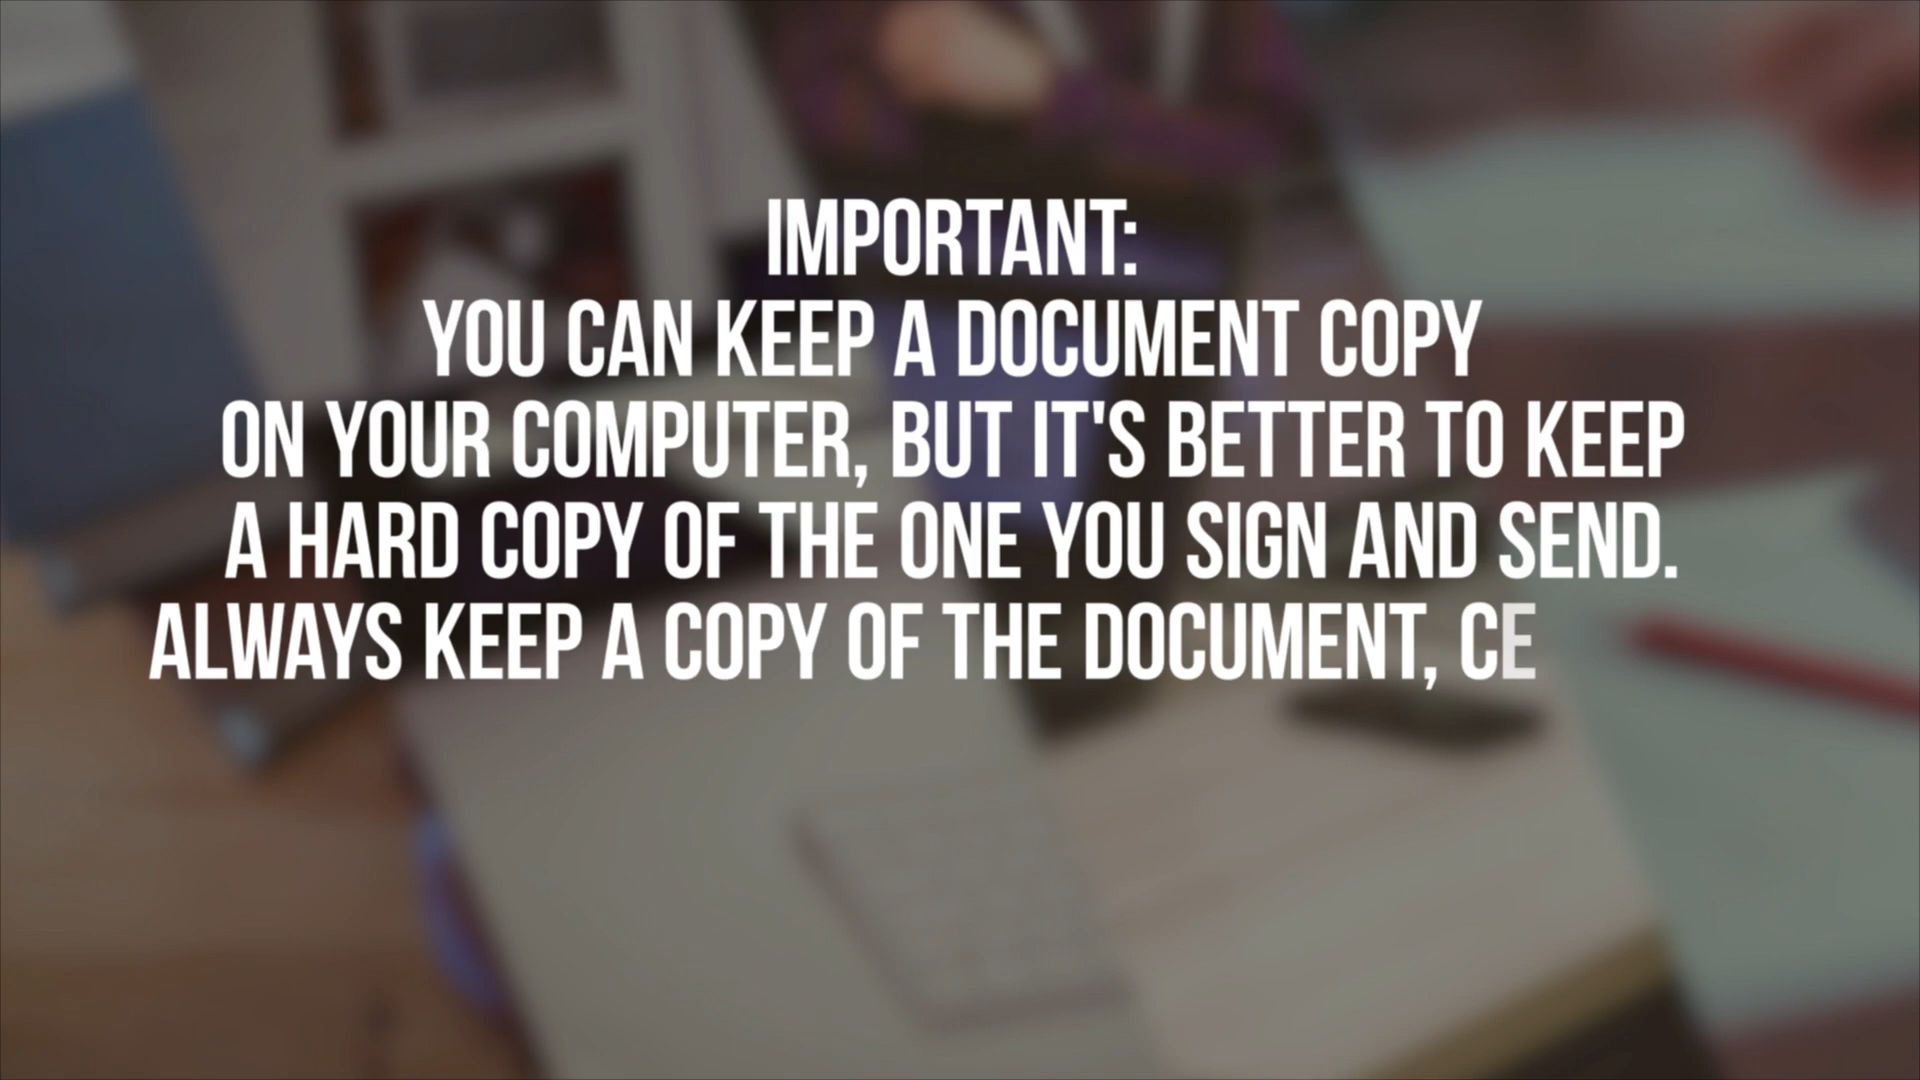 IMPORTANT:
YOU CAN KEEP A DOCUMENT COPY
ON YOUR COMPUTER, BUT IT'S BETTER TO KEEP
A HARD COPY OF THE ONE YOU SIGN AND SEND.
ALWAYS KEEP A COPY OF THE DOCUMENT, CE